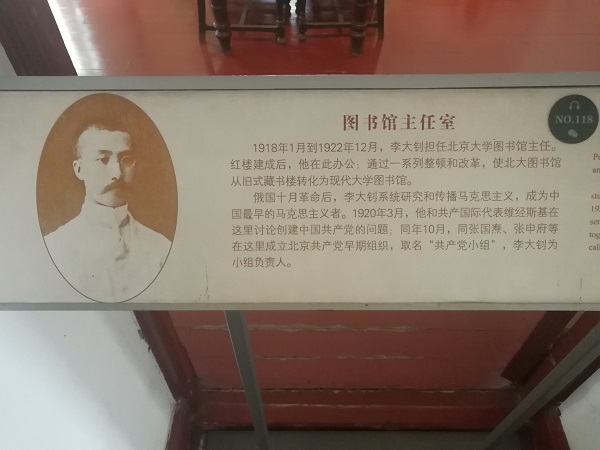 图书馆主任室
NO.118
1918年1月到1922年12月，李大钊担任北京大学图书馆主任。
红楼建成后，他在此办公；通过一系列整顿和改革，使北大图书馆
从旧式藏书楼转化为现代大学图书馆。
俄国十月革命后，李大钊系统研究和传播马克思主义，成为中
国最早的马克思主义者。1920年3月，他和共产国际代表维经斯基在
这里讨论创建中国共产党的问题；同年10月，同张国焘、张申府等
在这里成立北京共产党早期组织，取名“共产党小组”，李大钊为
小组负责人。